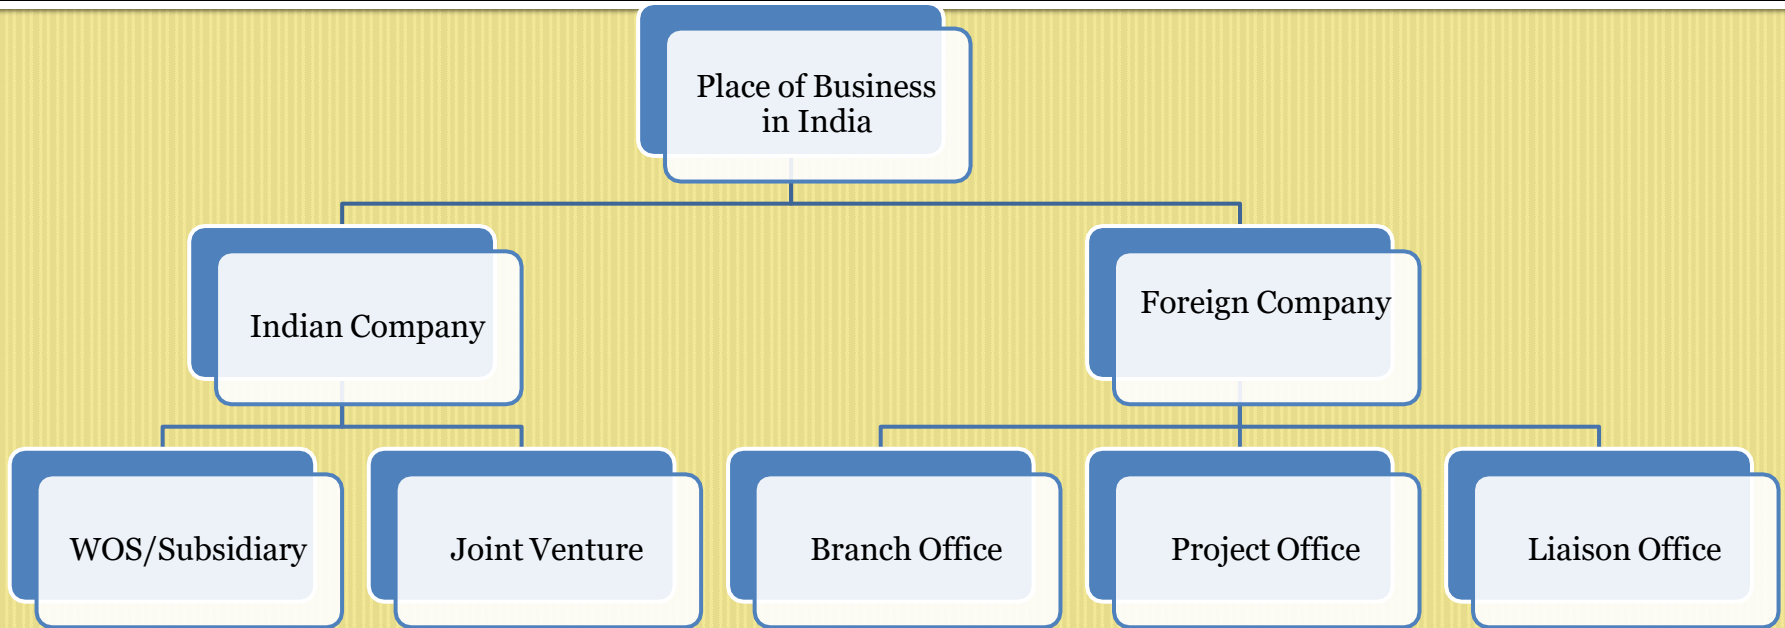 Place of Business
in India
Indian Company
Foreign Company
WOS/Subsidiary
Joint Venture
Branch Office
Project Office
Liaison Office